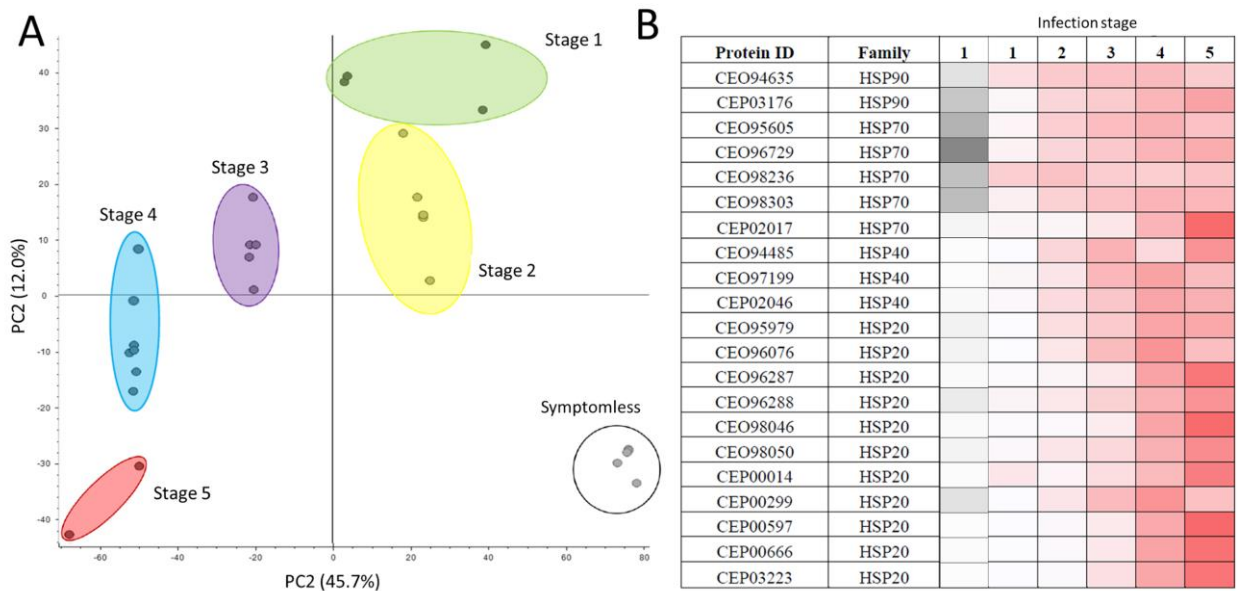 A
Stage 1
Stage 2
Stage 3
Stage 4
Stage 5
Symptomless
PC2 (12.0%)
40
30
20
10
0
-10
-20
-30
-40
-60
-40
-20
0
20
40
60
80
PC2 (45.7%)
B
Infection stage
Protein ID Family 1 1 2 3 4 5
CEO94635 HSP90
CEP03176 HSP90
CEO95605 HSP70
CEO96729 HSP70
CEO98236 HSP70
CEO98303 HSP70
CEP02017 HSP70
CEO94485 HSP40
CEO97199 HSP40
CEP02046 HSP40
CEO95979 HSP20
CEO96076 HSP20
CEO96287 HSP20
CEO96288 HSP20
CEO98046 HSP20
CEO98050 HSP20
CEP00014 HSP20
CEP00299 HSP20
CEP00597 HSP20
CEP00666 HSP20
CEP03223 HSP20